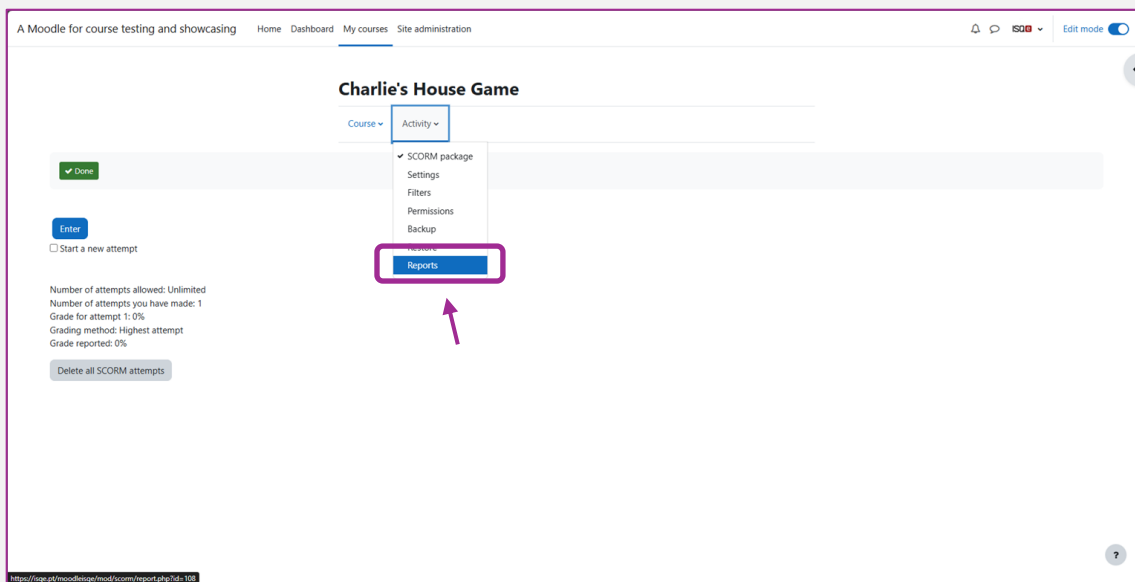 A Moodle for course testing and showcasing Home Dashboard My courses Site administration ISQe Edit mode
Charlie's House Game
Course Activity
SCORM package
Done
Settings
Filters
Permissions
Backup
Enter
Restore
Start a new attempt
Reports
Number of attempts allowed: Unlimited
Number of attempts you have made: 1
Grade for attempt 1: 0%
Grading method: Highest attempt
Grade reported: 0%
Delete all SCORM attempts
?
https://isqe.pt/moodleisqe/mod/scorm/report.php?id=108